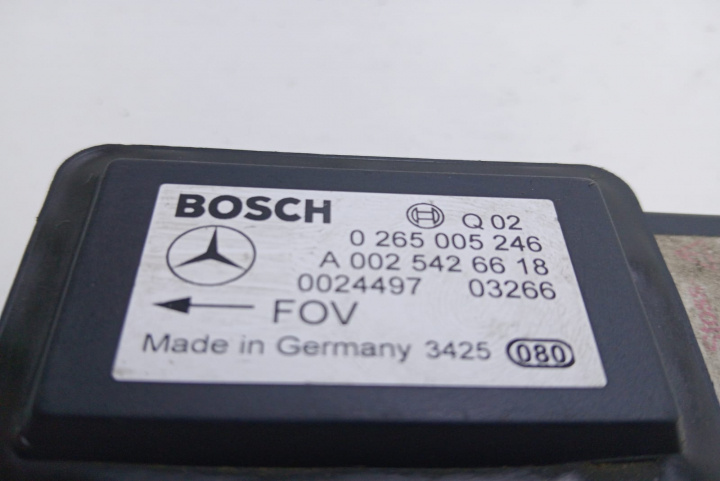 BOSCH Q 02
0 265 005 246
A 002 542 66 18
0024497 03266
FOV
Made in Germany 3425 080